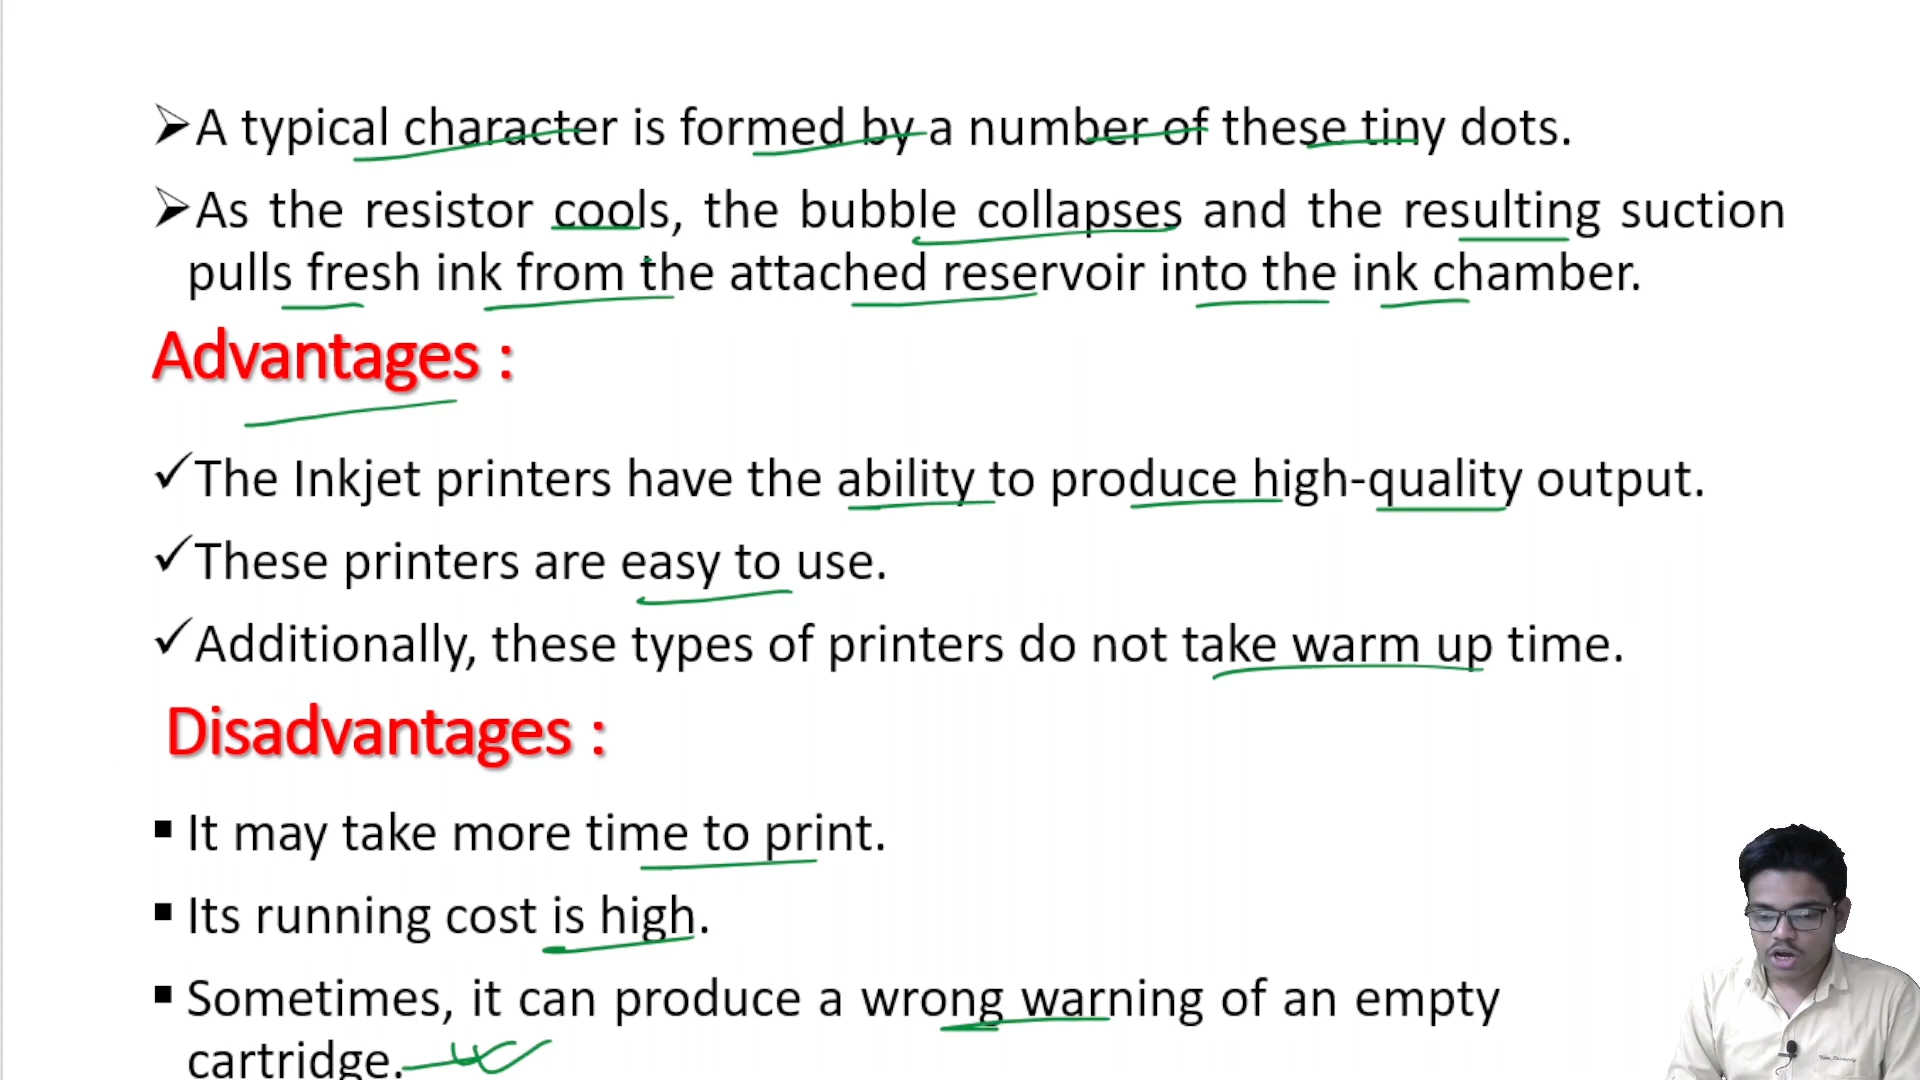 ➢A typical character is formed by a number of these tiny dots.
➢As the resistor cools, the bubble collapses and the resulting suction
pulls fresh ink from the attached reservoir into the ink chamber.
Advantages :
✓The Inkjet printers have the ability to produce high-quality output.
✓These printers are easy to use.
✓Additionally, these types of printers do not take warm up time.
Disadvantages :
▪ It may take more time to print.
▪ Its running cost is high.
▪ Sometimes, it can produce a wrong warning of an empty
cartridge.